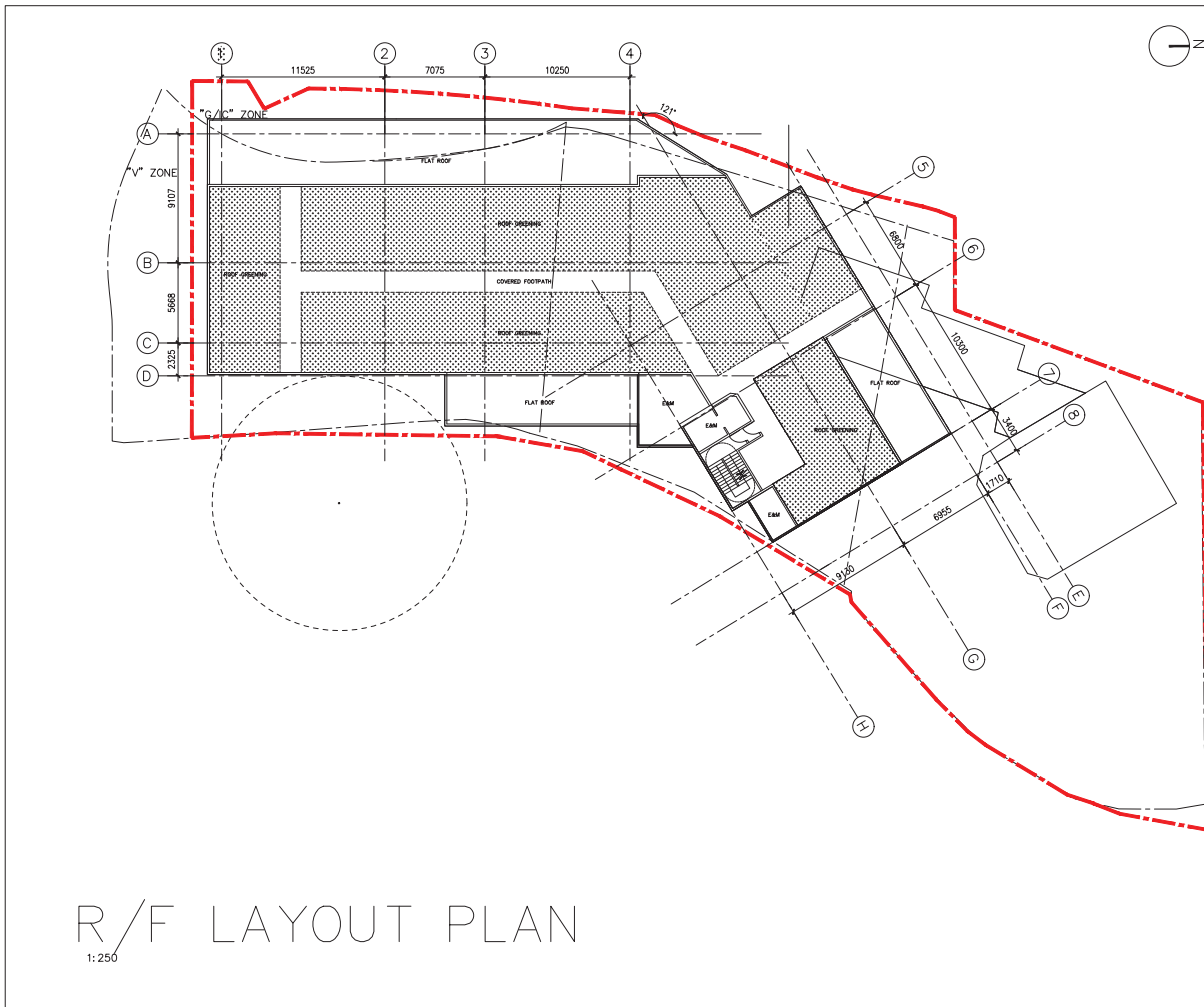 N
2
3
4
11525
7075
10250
121°
"G/IC" ZONE
A
FLAT ROOF
5
"V" ZONE
9107
ROOF GREENING
6800
6
B
ROOF GREENING
COVERED FOOTPATH
5668
ROOF GREENING
C
10300
2325
7
D
FLAT ROOF
FLAT ROOF
E&M
8
E&M
3400
ROOF GREENING
1710
E&M
6955
9130
E
F
G
H
R/F LAYOUT PLAN
1:250